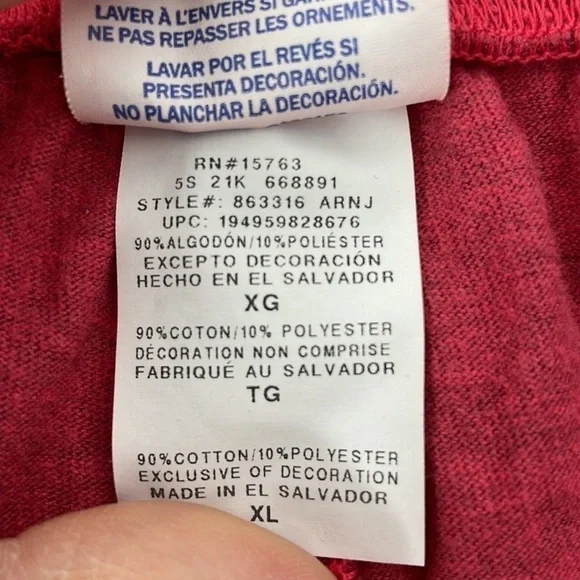 LAVER À L'ENVERS SI
NE PAS REPASSER LES ORNEMENTS.
LAVAR POR EL REVÉS SI
PRESENTA DECORACIÓN.
NO PLANCHAR LA DECORACIÓN.
RN#15763
5S 21K 668891
STYLE#: 863316 ARNJ
UPC: 194959828676
90%ALGODÓN/10%POLIÉSTER
EXCEPTO DECORACIÓN
HECHO EN EL SALVADOR
XG
90%COTON/10% POLYESTER
DÉCORATION NON COMPRISE
FABRIQUÉ AU SALVADOR
TG
90%COTTON/10%POLYESTER
EXCLUSIVE OF DECORATION
MADE IN EL SALVADOR
XL